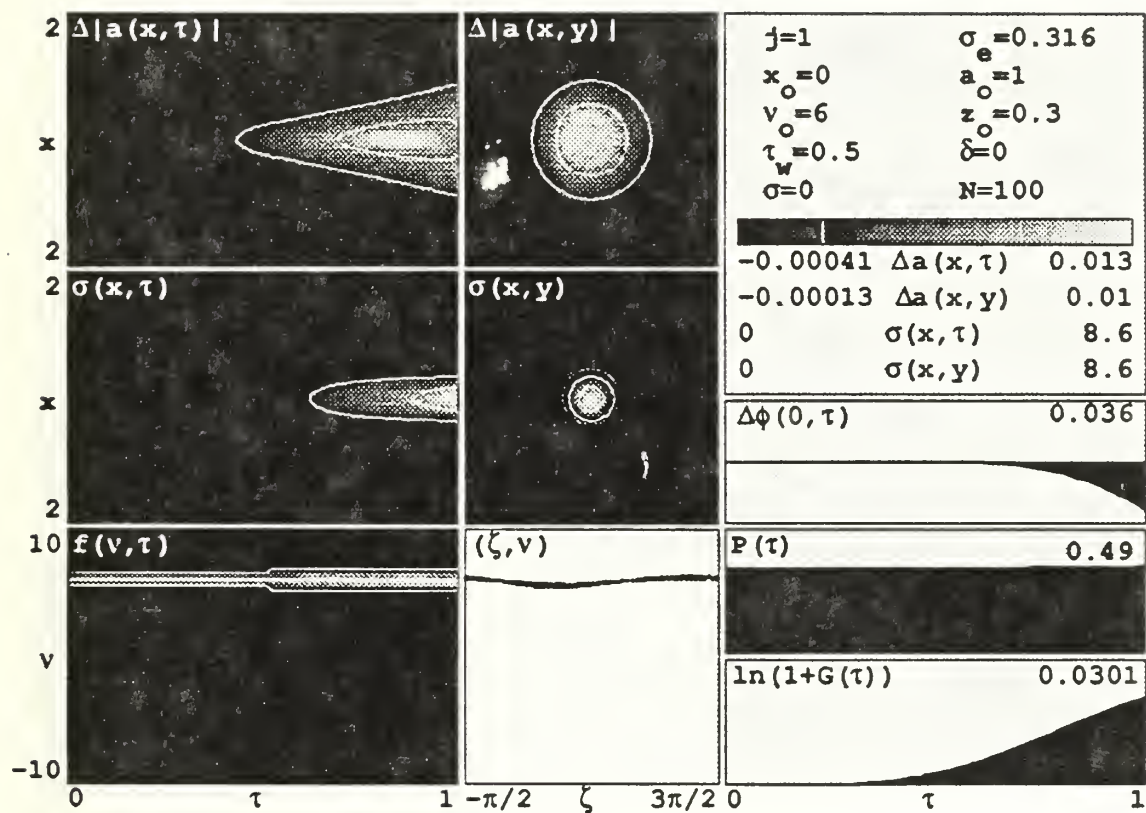 2
Δ|a(x,τ)|
x
2
Δ|a(x,y)|
j=1 σe=0.316
xo=0 ao=1
νo=6 zo=0.3
τw=0.5 δ=0
σ=0 N=100
-0.00041 Δa(x,τ) 0.013
-0.00013 Δa(x,y) 0.01
0 σ(x,τ) 8.6
0 σ(x,y) 8.6
2
σ(x,τ)
x
2
σ(x,y)
Δϕ(0,τ) 0.036
10
f(ν,τ)
ν
-10
0 τ 1
(ζ,ν)
-π/2 ζ 3π/2
P(τ) 0.49
ln(1+G(τ)) 0.0301
0 τ 1